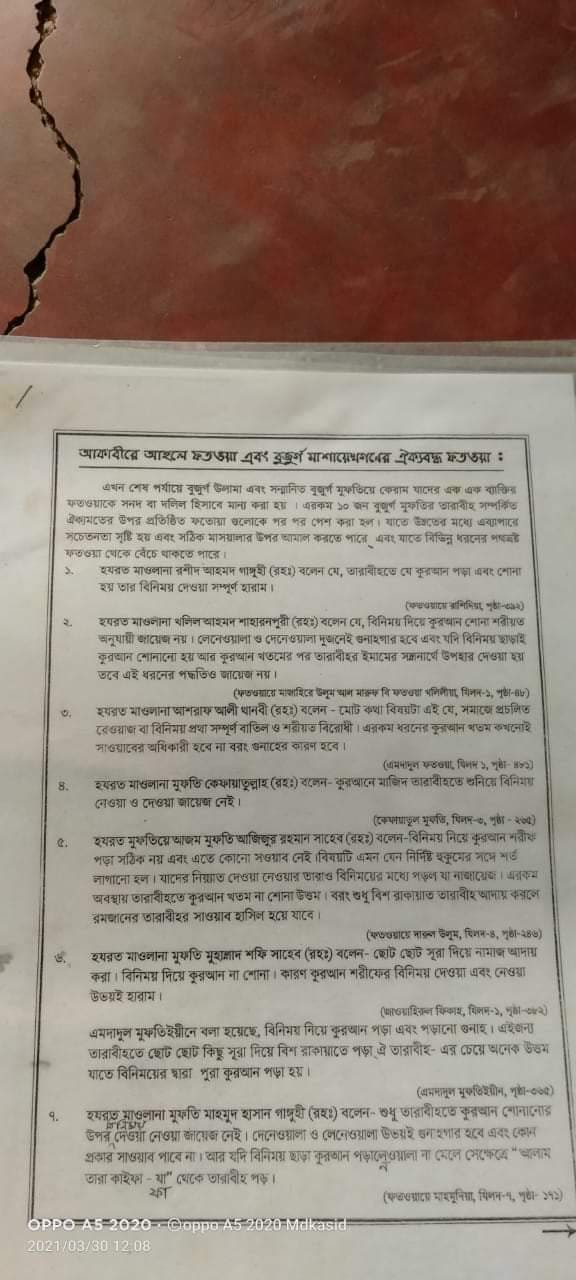 আকাবীরে আহলে ফতওয়া এবং বুজুর্গ মাশায়েখগনের ঐক্যবদ্ধ ফতওয়া :
এখন শেষ পর্যায়ে বুজুর্গ উলামা এবং সন্মানিত বুজুর্গ মুফতিয়ে কেরাম যাদের এক এক ব্যাক্তির
ফতওয়াকে সনদ বা দলিল হিসাবে মান্য করা হয় । এরকম ১০ জন বুজুর্গ মুফতির তারাবীহ সম্পর্কিত
ঐক্যমতের উপর প্রতিষ্ঠিত ফতোয়া গুলোকে পর পর পেশ করা হল। যাতে উম্মতের মধ্যে এব্যাপারে
সচেতনতা সৃষ্টি হয় এবং সঠিক মাসয়ালার উপর আমল করতে পারে এবং যাতে বিভিন্ন ধরনের পথভ্রষ্ট
ফতওয়া থেকে বেঁচে থাকতে পারে।
১. হযরত মাওলানা রশীদ আহমদ গাঙ্গুহী (রহঃ) বলেন যে, তারাবীহতে যে কুরআন পড়া এবং শোনা
হয় তার বিনিময় দেওয়া সম্পূর্ণ হারাম।
(ফতওয়ায়ে রাশিদিয়া, পৃষ্ঠা-৩৯২)
২. হযরত মাওলানা খলিল আহমদ শাহারনপুরী (রহঃ) বলেন যে, বিনিময় দিয়ে কুরআন শোনা শরীয়ত
অনুযায়ী জায়েজ নয়। লেনেওয়ালা ও দেনেওয়ালা দুজনেই গুনাহগার হবে এবং যদি বিনিময় ছাড়াই
কুরআন শোনানো হয় আর কুরআন খতমের পর তারাবীহর ইমামের সম্মানার্থে উপহার দেওয়া হয়
তবে এই ধরনের পদ্ধতিও জায়েজ নয়।
(ফতওয়ায়ে মাজাহিরে উলুম আল মারুফ বি ফতওয়া খলিলীয়া, যিলদ-১, পৃষ্ঠা-৪৮)
৩. হযরত মাওলানা আশরাফ আলী থানবী (রহঃ) বলেন - মোট কথা বিষয়টা এই যে, সমাজে প্রচলিত
রেওয়াজ বা বিনিময় প্রথা সম্পূর্ণ বাতিল ও শরীয়ত বিরোধী। এরকম ধরনের কুরআন খতম কখনোই
সাওয়াবের অধিকারী হবে না বরং গুনাহের কারণ হবে।
(এমদাদুল ফতওয়া, যিলদ ১, পৃষ্ঠা- ৪৮১)
৪. হযরত মাওলানা মুফতি কেফায়াতুল্লাহ (রহঃ) বলেন- কুরআনে মাজিদ তারাবীহতে শুনিয়ে বিনিময়
নেওয়া ও দেওয়া জায়েজ নেই।
(কেফায়াতুল মুফতি, যিলদ-৩, পৃষ্ঠা - ২৬৫)
৫. হযরত মুফতিয়ে আজম মুফতি আজিজুর রহমান সাহেব (রহঃ) বলেন-বিনিময় নিয়ে কুরআন শরীফ
পড়া সঠিক নয় এবং এতে কোনো সওয়াব নেই।বিষয়টি এমন যেন নির্দিষ্ট হুকুমের সঙ্গে শর্ত
লাগানো হল। যাদের নিয়্যাত দেওয়া নেওয়ার তারাও বিনিময়ের মধ্যে পড়ল যা নাজায়েজ। এরকম
অবস্থায় তারাবীহতে কুরআন খতম না শোনা উত্তম। বরং শুধু বিশ রাকায়াত তারাবীহ আদায় করলে
রমজানের তারাবীহর সাওয়াব হাসিল হয়ে যাবে।
(ফতওয়ায়ে দারুল উলুম, যিলদ-৪, পৃষ্ঠা-২৪৬)
৬. হযরত মাওলানা মুফতি মুহাম্মাদ শফি সাহেব (রহঃ) বলেন- ছোট ছোট সূরা দিয়ে নামাজ আদায়
করা। বিনিময় দিয়ে কুরআন না শোনা। কারণ কুরআন শরীফের বিনিময় দেওয়া এবং নেওয়া
উভয়ই হারাম।
(জাওয়াহিরুল ফিকাহ, যিলদ-১, পৃষ্ঠা-৩৮২)
এমদাদুল মুফতিইয়ীনে বলা হয়েছে, বিনিময় নিয়ে কুরআন পড়া এবং পড়ানো গুনাহ। এইজন্য
তারাবীহতে ছোট ছোট কিছু সূরা দিয়ে বিশ রাকায়াতে পড়া ঐ তারাবীহ- এর চেয়ে অনেক উত্তম
যাতে বিনিময়ের দ্বারা পুরা কুরআন পড়া হয়।
(এমদাদুল মুফতিইয়ীন, পৃষ্ঠা-৩৬৫)
৭. হযরত মাওলানা মুফতি মাহমুদ হাসান গাঙ্গুহী (রহঃ) বলেন- শুধু তারাবীহতে কুরআন শোনানোর
বিনিময়
উপর দেওয়া নেওয়া জায়েজ নেই। দেনেওয়ালা ও লেনেওয়ালা উভয়ই গুনাহগার হবে এবং কোন
প্রকার সাওয়াব পাবে না। আর যদি বিনিময় ছাড়া কুরআন পড়ানেওয়ালা না মেলে সেক্ষেত্রে "আলাম
তারা কাইফা - যা" থেকে তারাবীহ পড়।
ফা
(ফতওয়ায়ে মাহমুদিয়া, যিলদ-৭, পৃষ্ঠা- ১৭১)
OPPO A5 2020 · ©oppo A5 2020 Mdkasid
2021/03/30 12:08